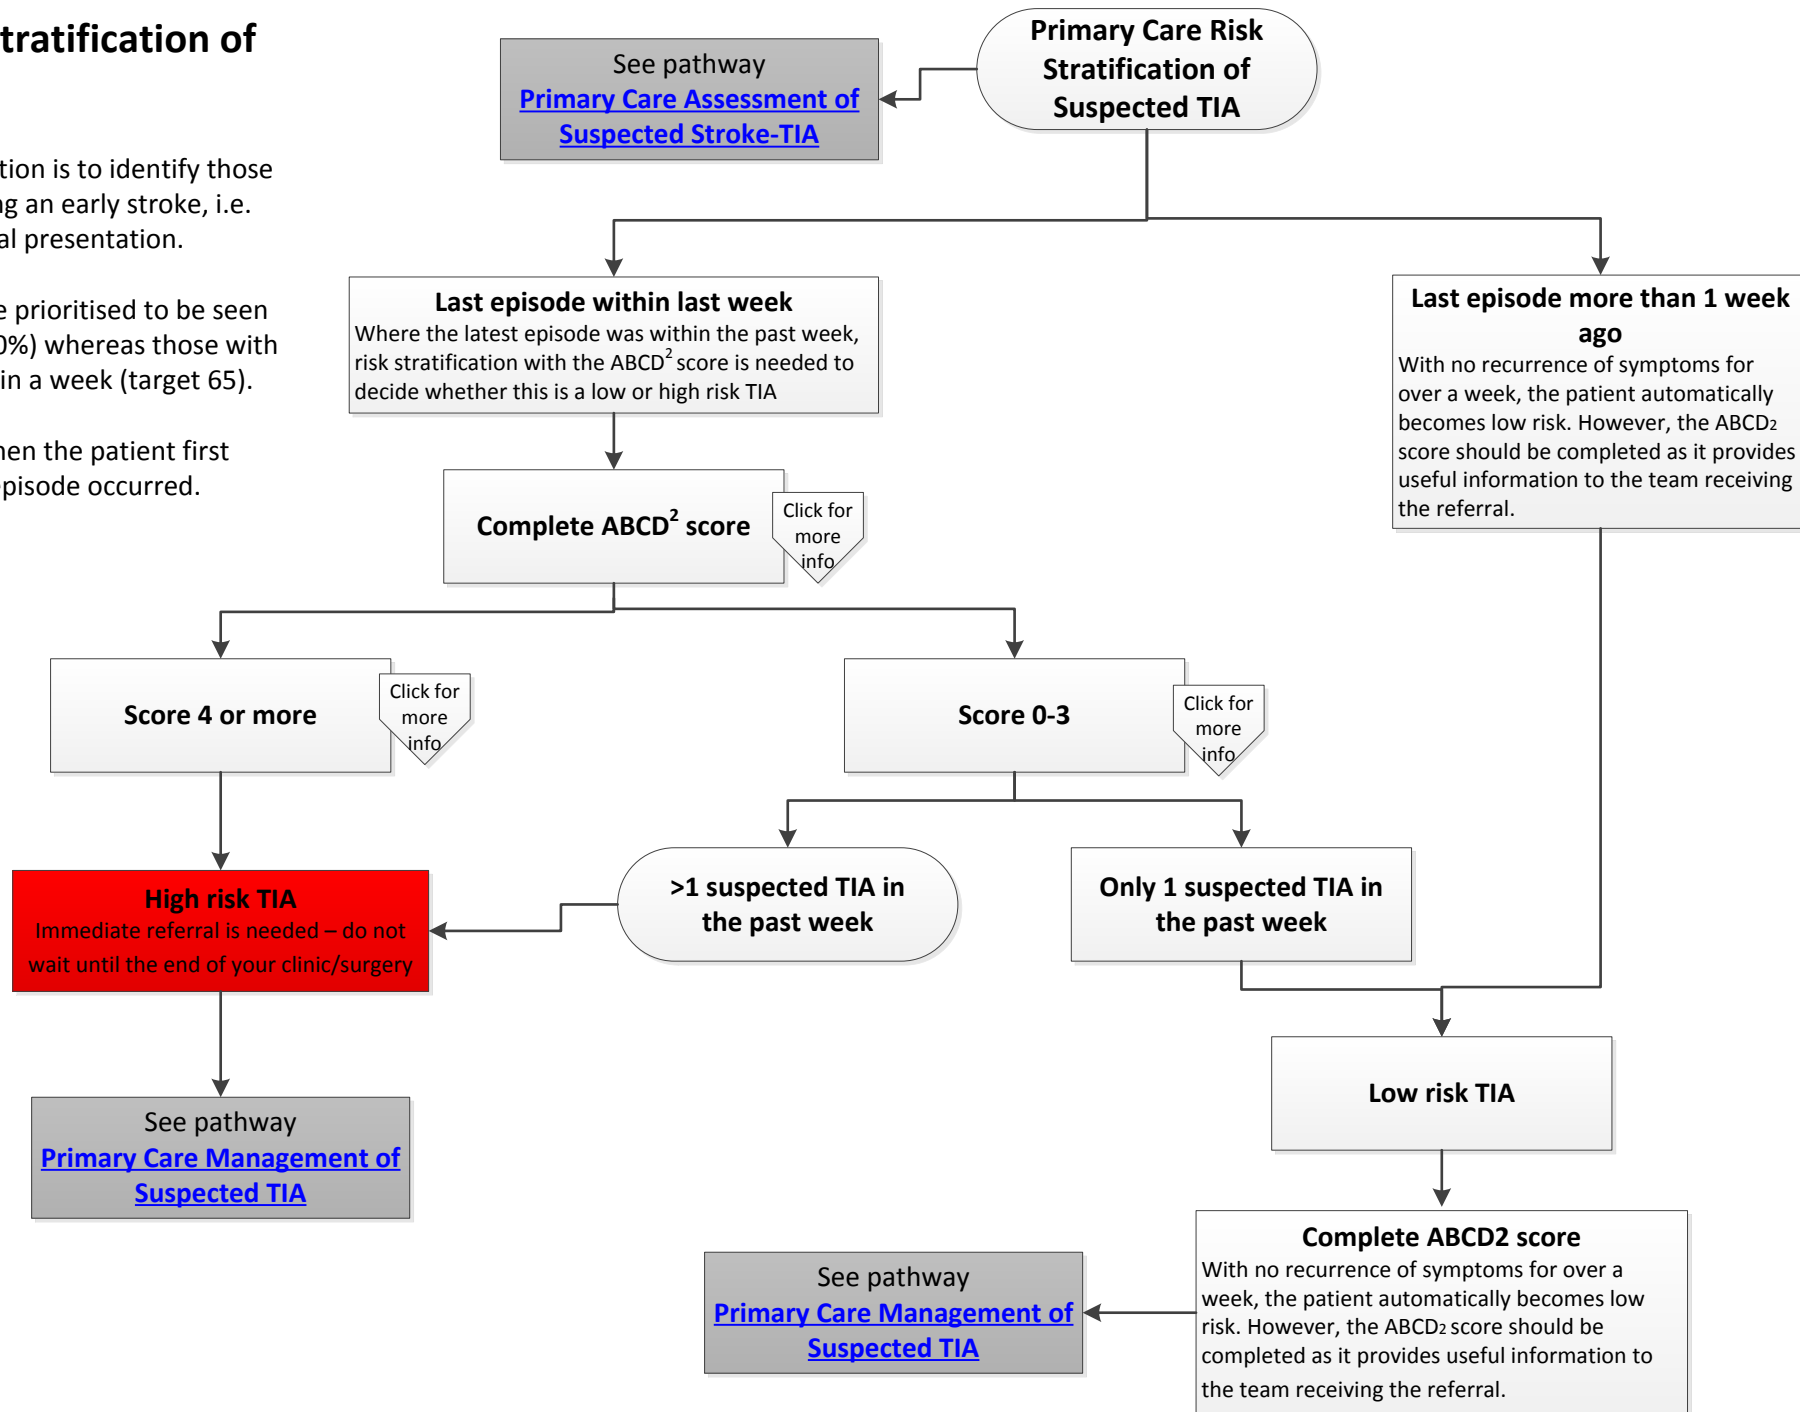 tratification of
tion is to identify those
ng an early stroke, i.e.
al presentation.
e prioritised to be seen
0%) whereas those with
in a week (target 65).
hen the patient first
episode occurred.
Primary Care Risk
Stratification of
Suspected TIA
See pathway
Primary Care Assessment of
Suspected Stroke-TIA
Last episode within last week
Where the latest episode was within the past week,
risk stratification with the ABCD² score is needed to
decide whether this is a low or high risk TIA
Last episode more than 1 week
ago
With no recurrence of symptoms for
over a week, the patient automatically
becomes low risk. However, the ABCD₂
score should be completed as it provides
useful information to the team receiving
the referral.
Complete ABCD² score
Click for
more
info
Score 4 or more
Click for
more
info
Score 0-3
Click for
more
info
High risk TIA
Immediate referral is needed – do not
wait until the end of your clinic/surgery
>1 suspected TIA in
the past week
Only 1 suspected TIA in
the past week
Low risk TIA
See pathway
Primary Care Management of
Suspected TIA
See pathway
Primary Care Management of
Suspected TIA
Complete ABCD2 score
With no recurrence of symptoms for over a
week, the patient automatically becomes low
risk. However, the ABCD₂ score should be
completed as it provides useful information to
the team receiving the referral.